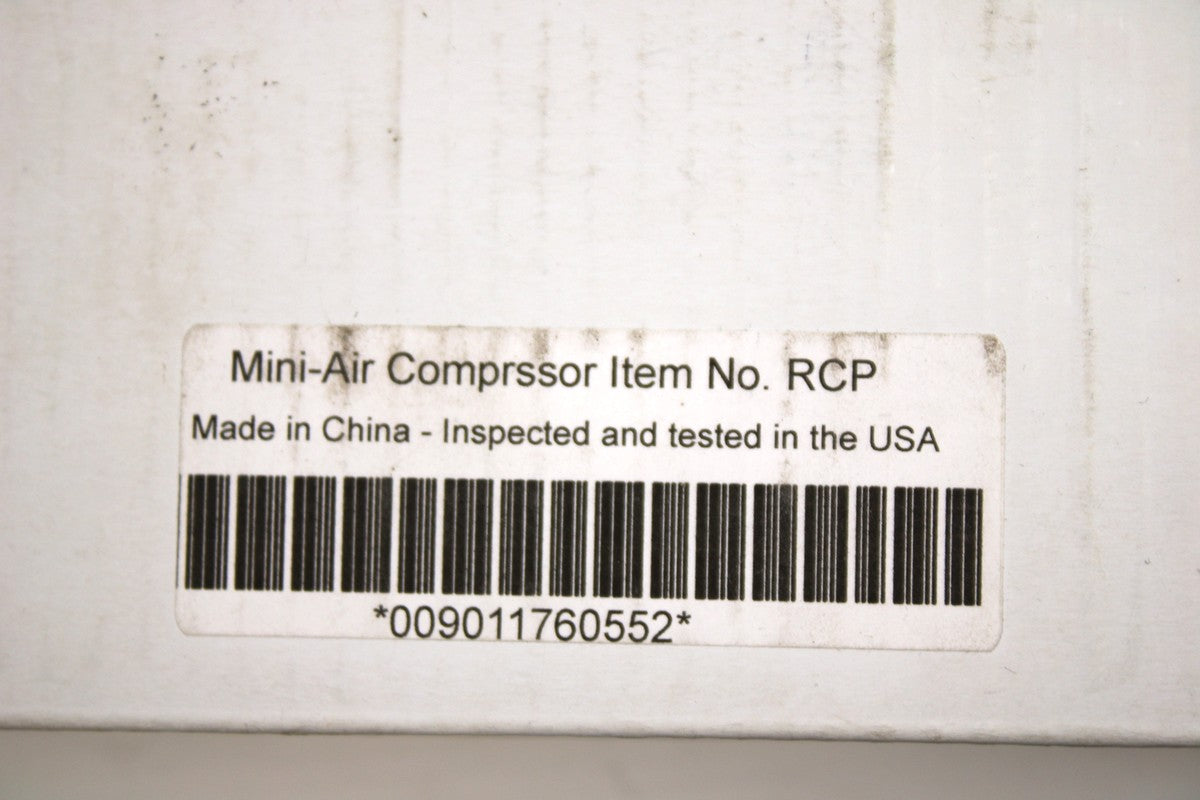 Mini-Air Comprssor Item No. RCP
Made in China - Inspected and tested in the USA
*009011760552*